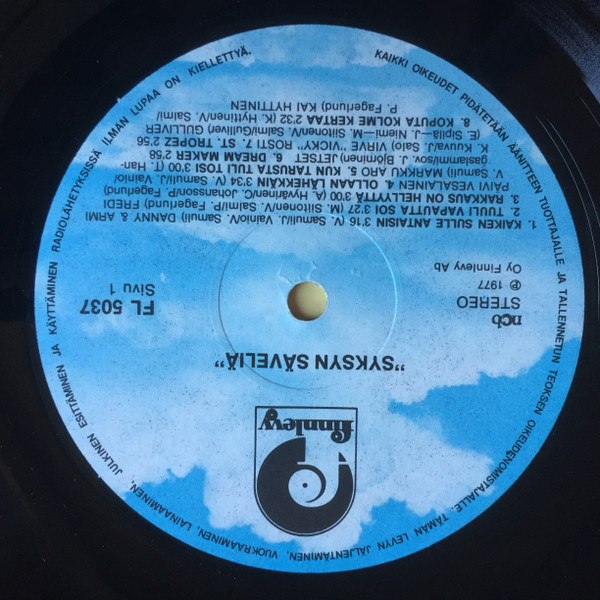 finnlevy
"SYKSYN SÄVELIÄ"
ncb
STEREO
℗ 1977
Oy Finnlevy Ab
FL 5037
Sivu 1
1. KAIKEN SULLE ANTAISIN 3:16 (V. Samuli/J. Vainio/V. Samuli) DANNY & ARMI
2. TUULI VAPAUTTA SOI 3:27 (M. Siitonen/V. Salmi/P. Fagerlund) FREDI
3. RAKKAUS ON HELLYYTTÄ 3:00 (A. Hyvärinen/C. Johansson/P. Fagerlund)
PÄIVI VESALAINEN 4. OLLAAN LÄHEKKÄIN 3:34 (V. Samuli/J. Vainio/
V. Samuli) MARKKU ARO 5. KUN TARUSTA TULI TOSI 3:00 (T. Han-
gaslammi/sov. J. Björninen) JETSET 6. DREAM MAKER 2:58
K. Kuuva/J. Salo) VIRVE "VICKY" ROSTI 7. ST. TROPEZ 2:56
(E. Sipilä—J. Niemi—M. Siitonen/V. Salmi/Gulliver) GULLIVER
8. KOPUTA KOLME KERTAA 2:32 (K. Hyttinen/V. Salmi
P. Fagerlund) KAI HYTTINEN
KAIKKI OIKEUDET PIDÄTETÄÄN ÄÄNITTEEN TUOTTAJALLE JA TALLENNETUN TEOKSEN OIKEUDENOMISTAJALLE. TÄMÄN LEVYN JÄLJENTÄMINEN, VUOKRAAMINEN, LAINAAMINEN, JULKINEN ESITTÄMINEN JA KÄYTTÄMINEN RADIOLÄHETYKSISSÄ ILMAN LUPAA ON KIELLETTYÄ.